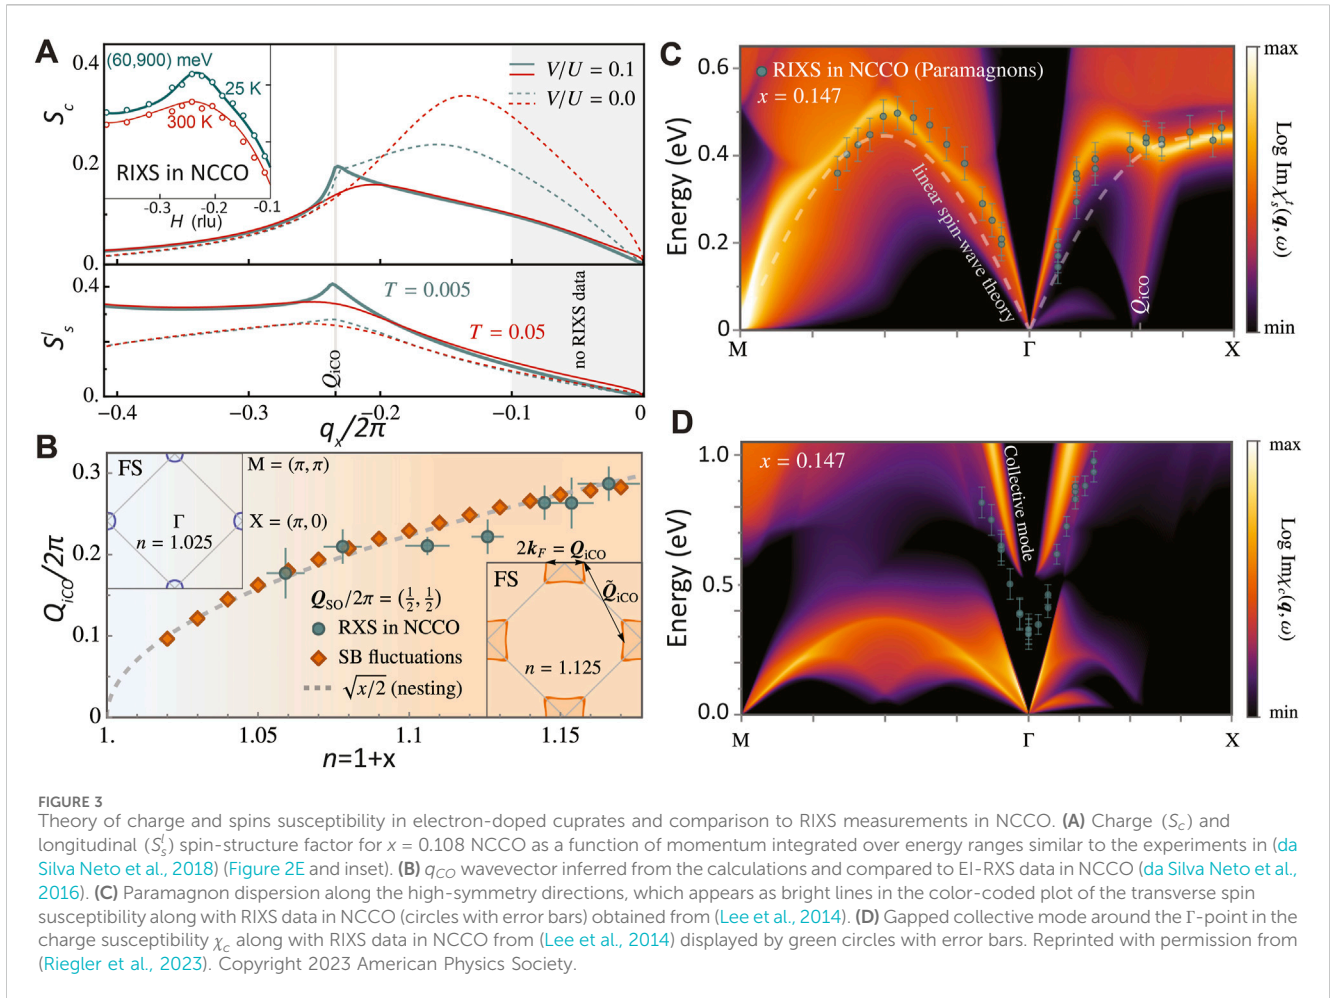 A
0.4
S_c
0.2
0.
(60,900) meV
25 K
300 K
RIXS in NCCO
-0.3
-0.2
-0.1
H (rlu)
V/U = 0.1
V/U = 0.0
0.4
S_s^l
0.2
0.
T = 0.005
T = 0.05
Q_iCO
no RIXS data
−0.4
−0.3
−0.2
−0.1
0
q_x/2π
B
0.3
0.2
0.1
0
Q_iCO/2π
FS
Γ
n = 1.025
M = (π, π)
X = (π, 0)
Q_SO/2π = (1/2, 1/2)
RXS in NCCO
SB fluctuations
√x/2 (nesting)
2k_F = Q_iCO
FS
Q̃_iCO
n = 1.125
1.
1.05
1.1
1.15
n=1+x
C
0.6
0.4
0.2
0
Energy (eV)
RIXS in NCCO (Paramagnons)
x = 0.147
linear spin-wave theory
Q_iCO
M
Γ
X
max
min
Log Im χ_s^t(q, ω)
D
1.0
0.5
0.0
Energy (eV)
x = 0.147
Collective mode
M
Γ
X
max
min
Log Im χ_c(q, ω)
FIGURE 3
Theory of charge and spins susceptibility in electron-doped cuprates and comparison to RIXS measurements in NCCO. (A) Charge (S_c) and
longitudinal (S_s^l) spin-structure factor for x = 0.108 NCCO as a function of momentum integrated over energy ranges similar to the experiments in (da
Silva Neto et al., 2018) (Figure 2E and inset). (B) q_CO wavevector inferred from the calculations and compared to EI-RXS data in NCCO (da Silva Neto et al.,
2016). (C) Paramagnon dispersion along the high-symmetry directions, which appears as bright lines in the color-coded plot of the transverse spin
susceptibility along with RIXS data in NCCO (circles with error bars) obtained from (Lee et al., 2014). (D) Gapped collective mode around the Γ-point in the
charge susceptibility χ_c along with RIXS data in NCCO from (Lee et al., 2014) displayed by green circles with error bars. Reprinted with permission from
(Riegler et al., 2023). Copyright 2023 American Physics Society.